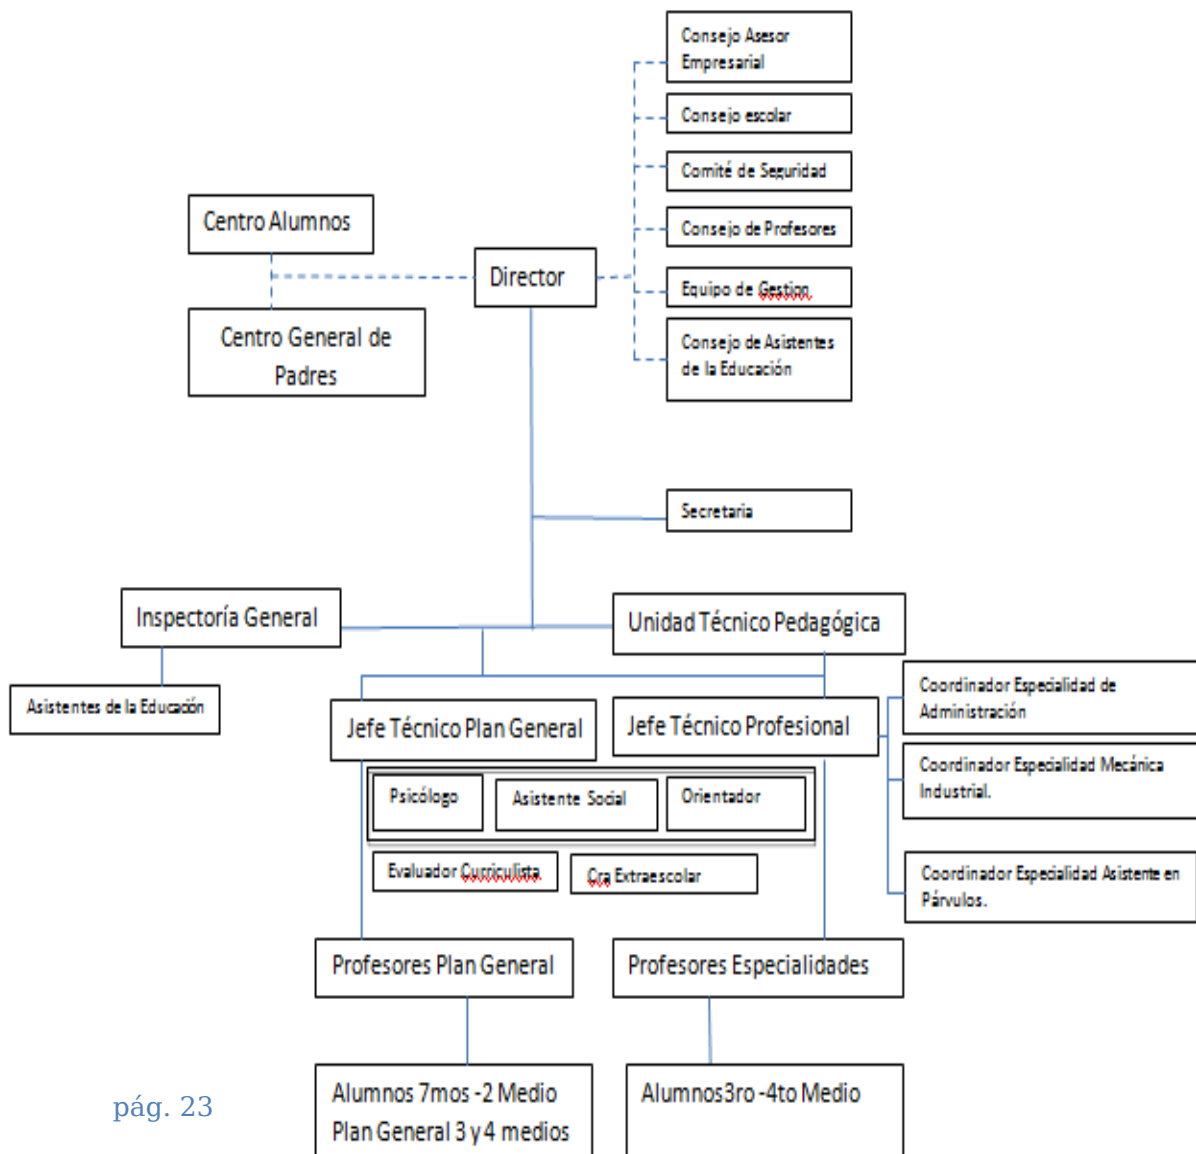 Consejo Asesor
Empresarial
Consejo escolar
Comité de Seguridad
Centro Alumnos
Consejo de Profesores
Director
Equipo de Gestion
Centro General de
Padres
Consejo de Asistentes
de la Educación
Secretaria
Inspectoría General
Unidad Técnico Pedagógica
Asistentes de la Educación
Jefe Técnico Plan General
Jefe Técnico Profesional
Coordinador Especialidad de
Administración
Coordinador Especialidad Mecánica
Industrial.
Coordinador Especialidad Asistente en
Párvulos.
Psicólogo
Asistente Social
Orientador
Evaluador Curriculista
Cra Extraescolar
Profesores Plan General
Profesores Especialidades
Alumnos 7mos -2 Medio
Plan General 3 y 4 medios
Alumnos3ro -4to Medio
pág. 23